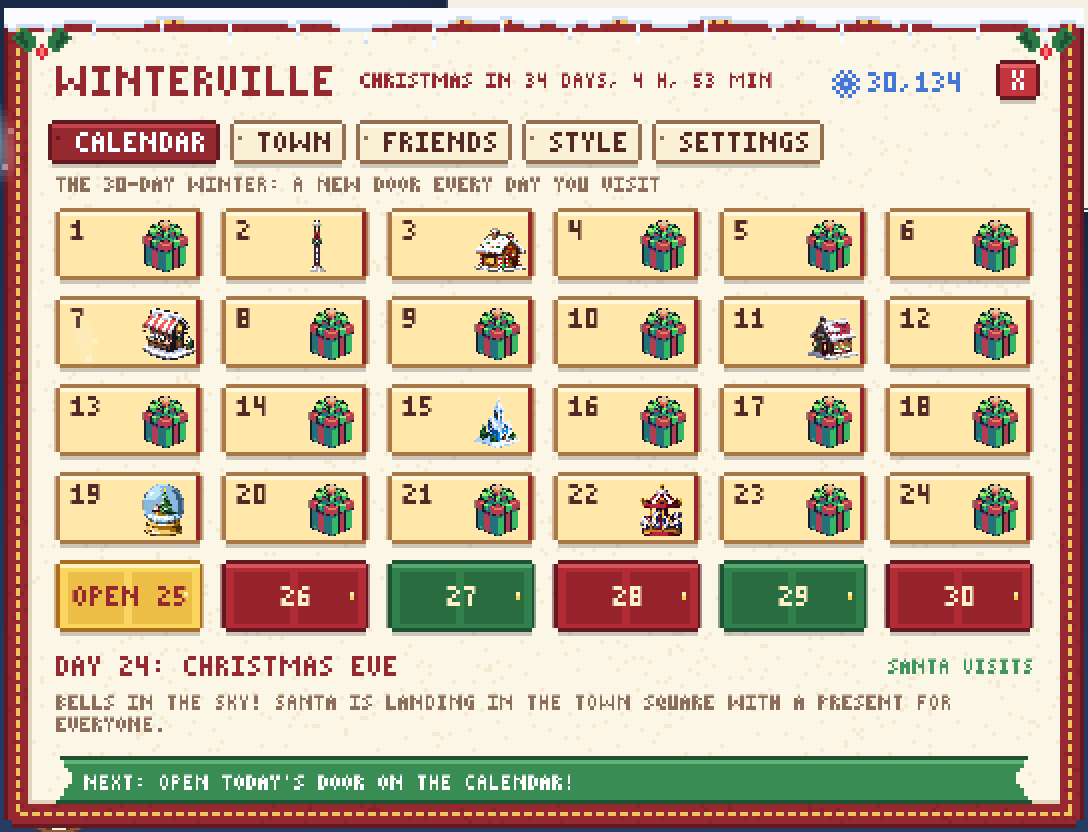 WINTERVILLE
CHRISTMAS IN 34 DAYS, 4 H, 53 MIN
30,134
X
CALENDAR
TOWN
FRIENDS
STYLE
SETTINGS
THE 30-DAY WINTER: A NEW DOOR EVERY DAY YOU VISIT
1
2
3
4
5
6
7
8
9
10
11
12
13
14
15
16
17
18
19
20
21
22
23
24
OPEN 25
26
27
28
29
30
DAY 24: CHRISTMAS EVE
SANTA VISITS
BELLS IN THE SKY! SANTA IS LANDING IN THE TOWN SQUARE WITH A PRESENT FOR
EVERYONE.
NEXT: OPEN TODAY'S DOOR ON THE CALENDAR!